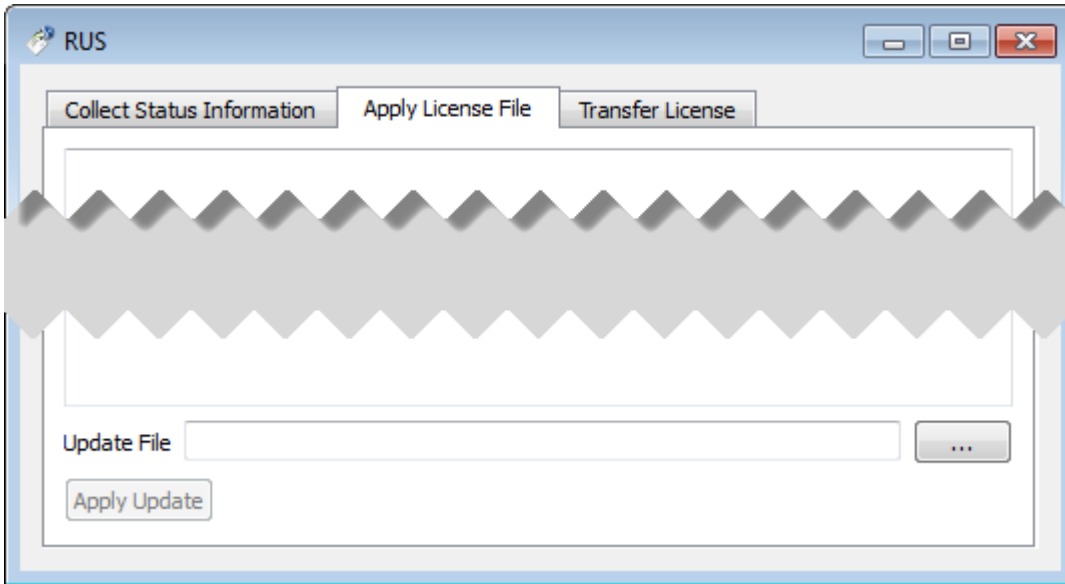 RUS
Collect Status Information Apply License File Transfer License
Update File ...
Apply Update